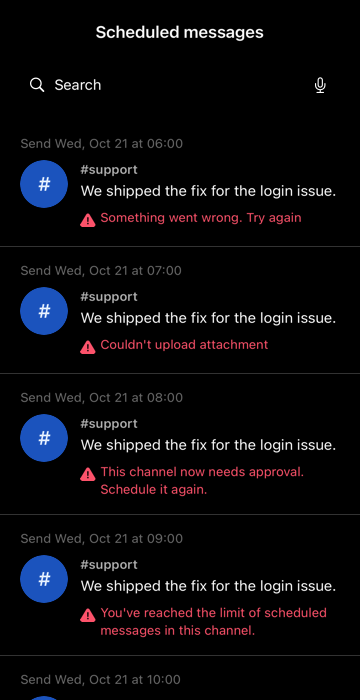 Scheduled messages
Search
Send Wed, Oct 21 at 06:00
#
#support
We shipped the fix for the login issue.
Something went wrong. Try again
Send Wed, Oct 21 at 07:00
#
#support
We shipped the fix for the login issue.
Couldn't upload attachment
Send Wed, Oct 21 at 08:00
#
#support
We shipped the fix for the login issue.
This channel now needs approval.
Schedule it again.
Send Wed, Oct 21 at 09:00
#
#support
We shipped the fix for the login issue.
You've reached the limit of scheduled
messages in this channel.
Send Wed, Oct 21 at 10:00